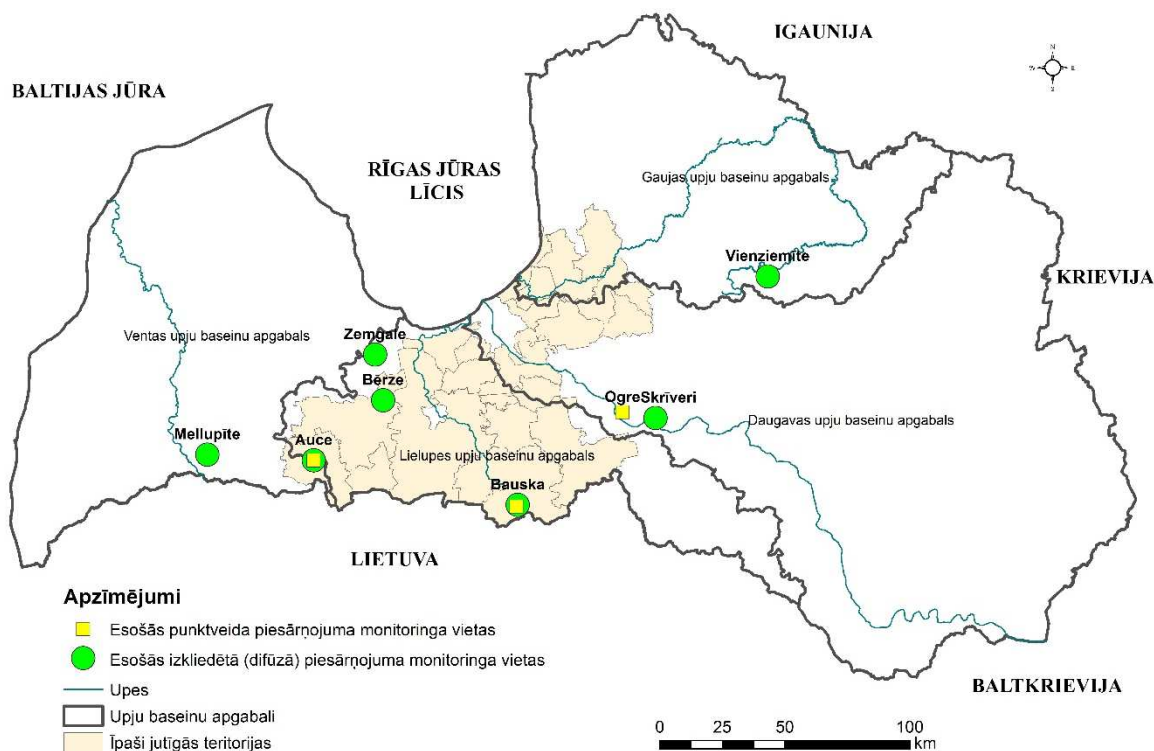 IGAUNIJA
N
W E
S
BALTIJAS JŪRA
RĪGAS JŪRAS
LĪCIS
Gaujas upju baseinu apgabals
Vienziemīte
KRIEVIJA
Ventas upju baseinu apgabals
Zemgale
Bērze
Ogre
Skrīveri
Daugavas upju baseinu apgabals
Mellupīte
Auce
Lielupes upju baseinu apgabals
Bauska
LIETUVA
Apzīmējumi
Esošās punktveida piesārņojuma monitoringa vietas
Esošās izkliedētā (difūzā) piesārņojuma monitoringa vietas
Upes
Upju baseinu apgabali
Īpaši jutīgās teritorijas
BALTKRIEVIJA
0 25 50 100
km